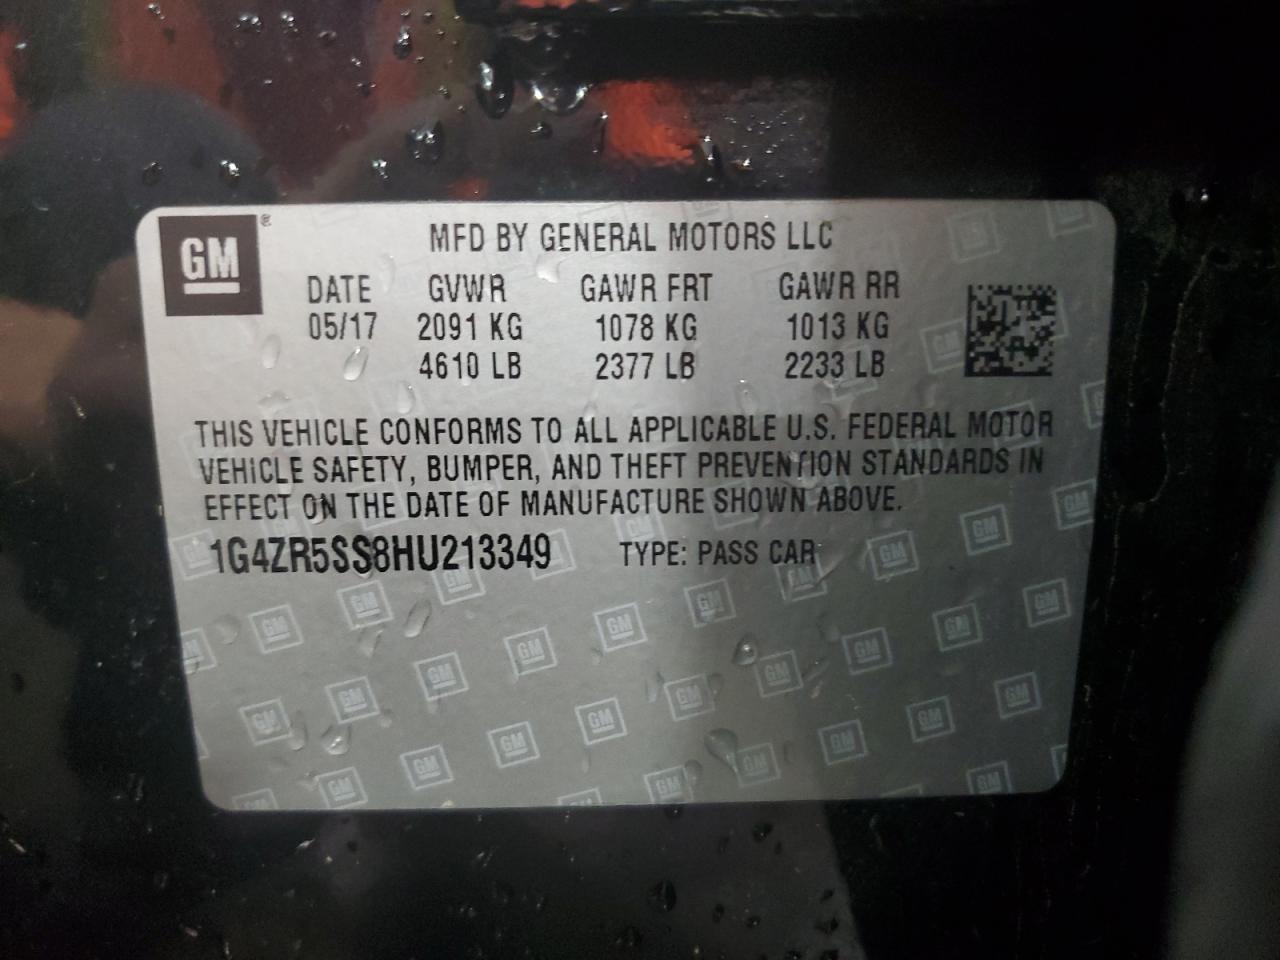 GM ®
MFD BY GENERAL MOTORS LLC
DATE GVWR GAWR FRT GAWR RR
05/17 2091 KG 1078 KG 1013 KG
4610 LB 2377 LB 2233 LB
THIS VEHICLE CONFORMS TO ALL APPLICABLE U.S. FEDERAL MOTOR
VEHICLE SAFETY, BUMPER, AND THEFT PREVENTION STANDARDS IN
EFFECT ON THE DATE OF MANUFACTURE SHOWN ABOVE.
1G4ZR5SS8HU213349 TYPE: PASS CAR